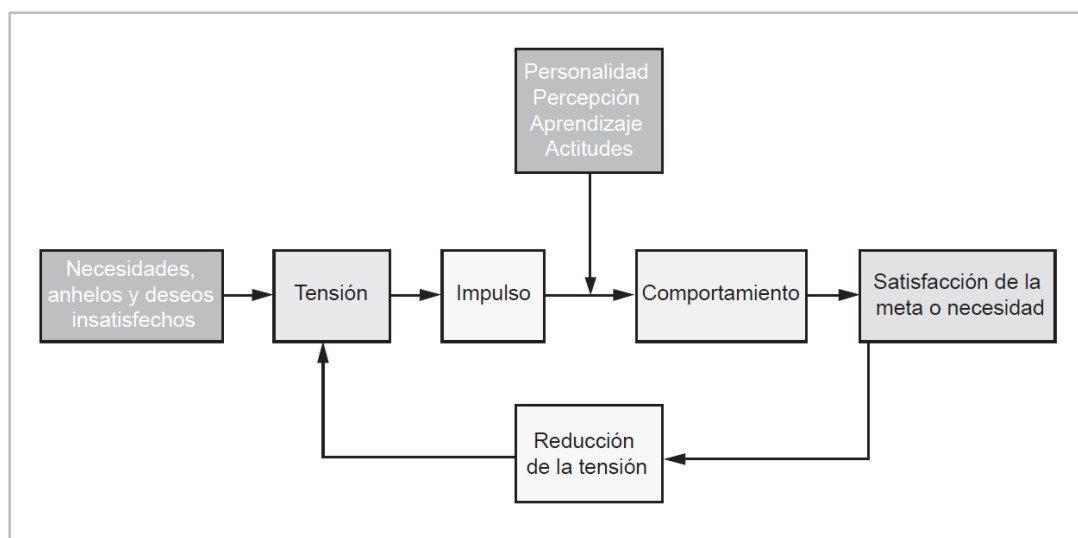 Personalidad
Percepción
Aprendizaje
Actitudes
Necesidades,
anhelos y deseos
insatisfechos
Tensión
Impulso
Comportamiento
Satisfacción de la
meta o necesidad
Reducción
de la tensión